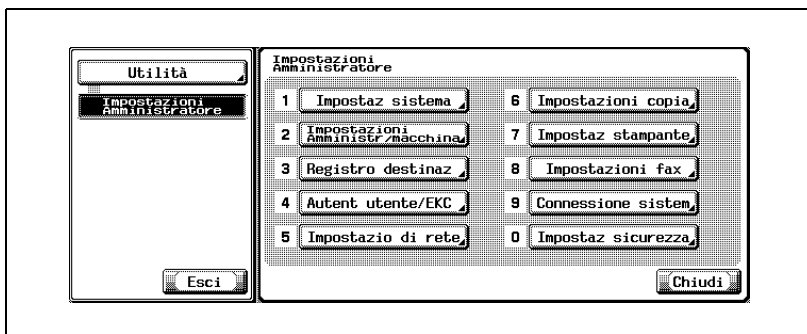 Utilità
Impostazioni
Amministratore
Esci
Impostazioni
Amministratore
1 Impostaz sistema
2 Impostazioni
Amministr/macchina
3 Registro destinaz
4 Autent utente/EKC
5 Impostazio di rete
6 Impostazioni copia
7 Impostaz stampante
8 Impostazioni fax
9 Connessione sistem
0 Impostaz sicurezza
Chiudi